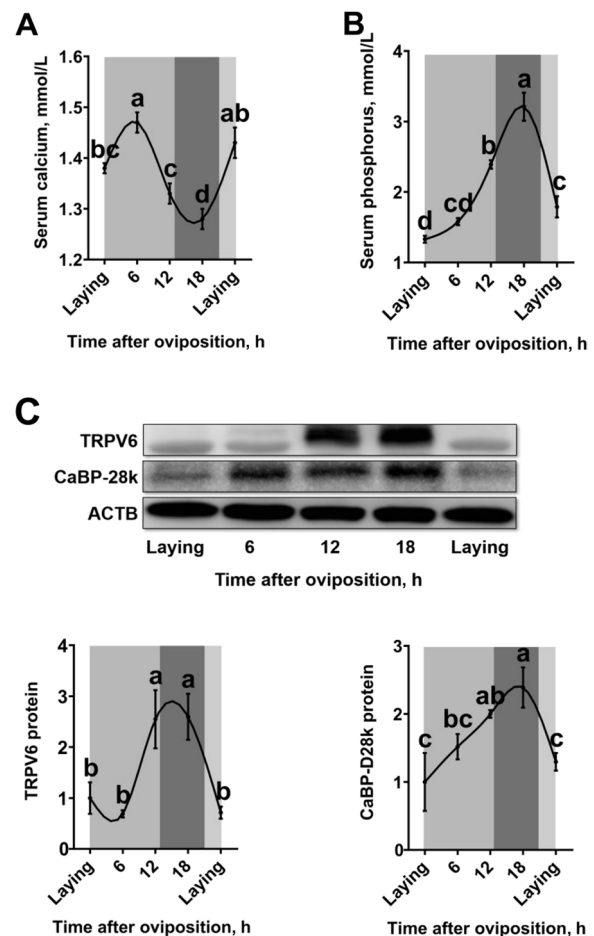 A
Serum calcium, mmol/L
1.6
1.5
1.4
1.3
1.2
bc
a
c
d
ab
Laying
6
12
18
Laying
Time after oviposition, h
B
Serum phosphorus, mmol/L
4
3
2
1
d
cd
b
a
c
Laying
6
12
18
Laying
Time after oviposition, h
C
TRPV6
CaBP-28k
ACTB
Laying 6 12 18 Laying
Time after oviposition, h
TRPV6 protein
4
3
2
1
0
b
b
a
a
b
Laying
6
12
18
Laying
Time after oviposition, h
CaBP-D28k protein
3
2
1
0
c
bc
ab
a
c
Laying
6
12
18
Laying
Time after oviposition, h